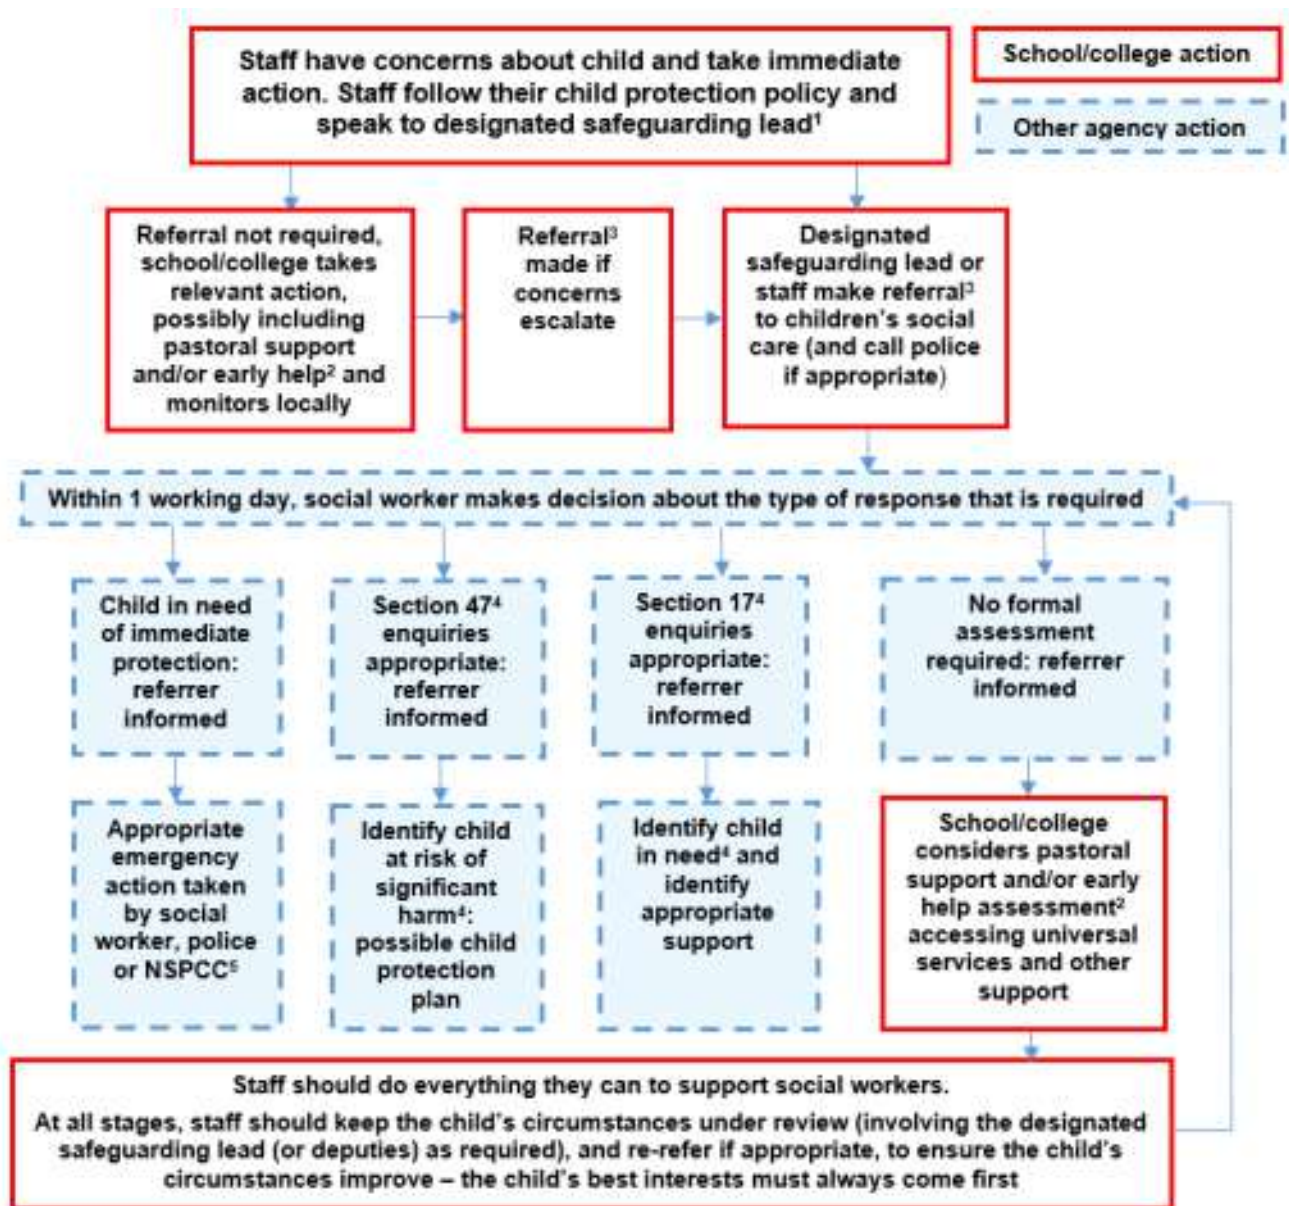 Staff have concerns about child and take immediate
action. Staff follow their child protection policy and
speak to designated safeguarding lead¹
School/college action
Other agency action
Referral not required,
school/college takes
relevant action,
possibly including
pastoral support
and/or early help² and
monitors locally
Referral³
made if
concerns
escalate
Designated
safeguarding lead or
staff make referral³
to children's social
care (and call police
if appropriate)
Within 1 working day, social worker makes decision about the type of response that is required
Child in need
of immediate
protection:
referrer
informed
Section 47⁴
enquiries
appropriate:
referrer
informed
Section 17⁴
enquiries
appropriate:
referrer
informed
No formal
assessment
required: referrer
informed
Appropriate
emergency
action taken
by social
worker, police
or NSPCC⁵
Identify child
at risk of
significant
harm⁴:
possible child
protection
plan
Identify child
in need⁴ and
identify
appropriate
support
School/college
considers pastoral
support and/or early
help assessment²
accessing universal
services and other
support
Staff should do everything they can to support social workers.
At all stages, staff should keep the child's circumstances under review (involving the designated
safeguarding lead (or deputies) as required), and re-refer if appropriate, to ensure the child's
circumstances improve – the child's best interests must always come first